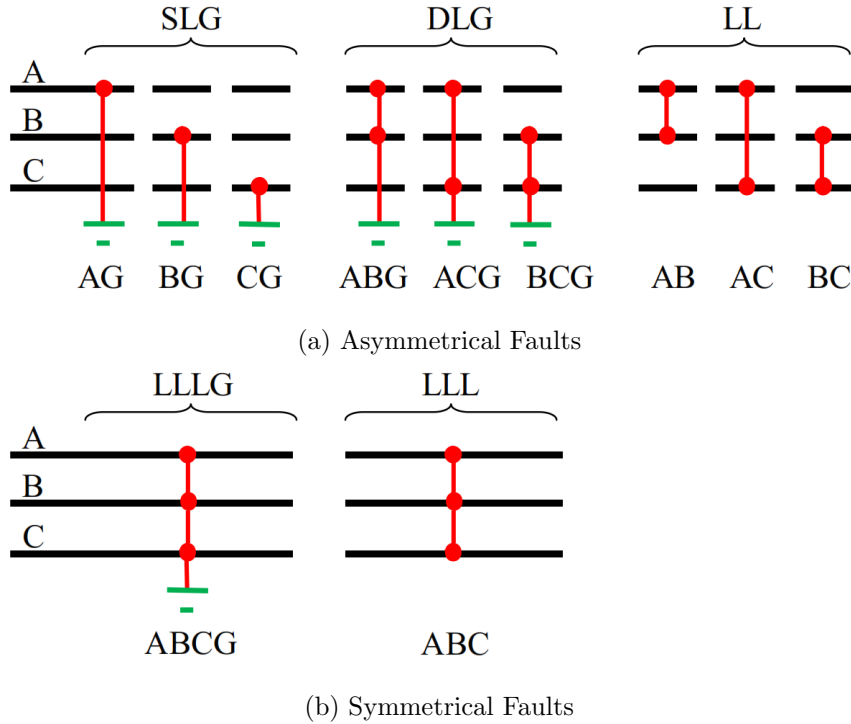 SLG DLG LL
A
B
C
AG BG CG ABG ACG BCG AB AC BC
(a) Asymmetrical Faults
LLLG LLL
A
B
C
ABCG ABC
(b) Symmetrical Faults